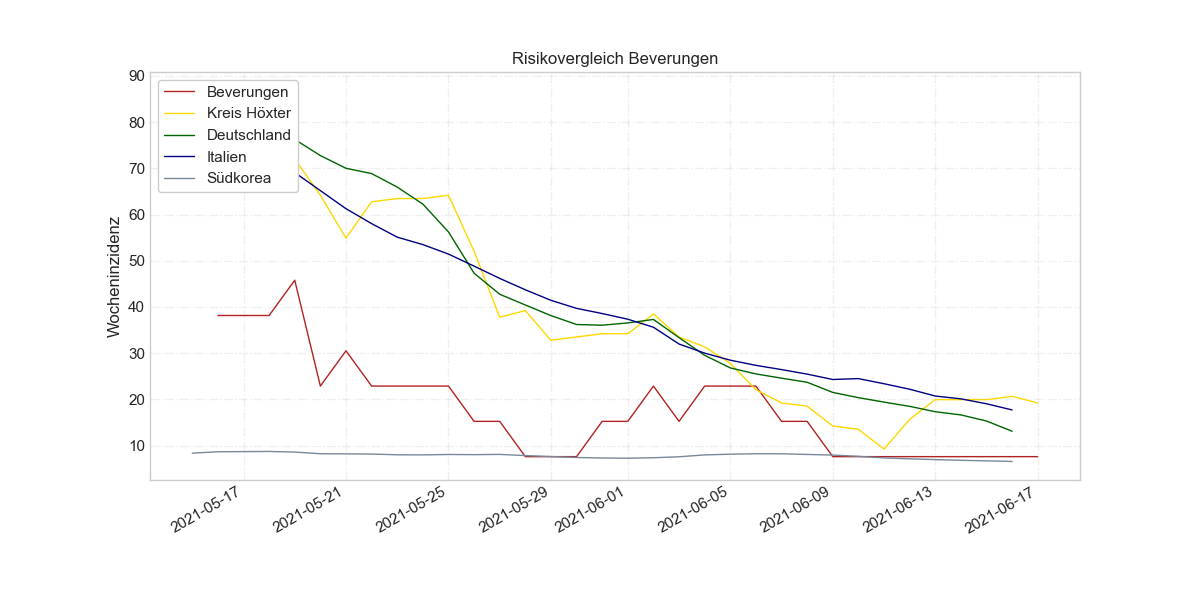 Risikovergleich Beverungen
Wocheninzidenz
90
80
70
60
50
40
30
20
10
Beverungen
Kreis Höxter
Deutschland
Italien
Südkorea
2021-05-17
2021-05-21
2021-05-25
2021-05-29
2021-06-01
2021-06-05
2021-06-09
2021-06-13
2021-06-17